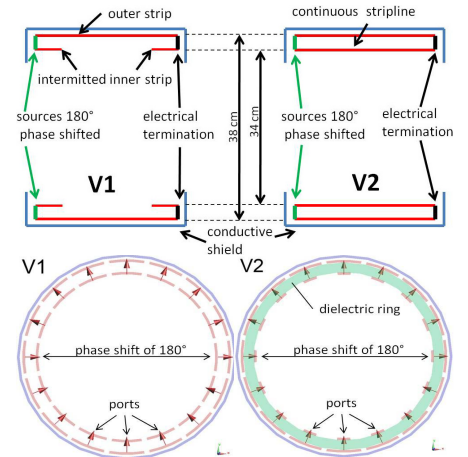 outer strip
continuous stripline
intermitted inner strip
sources 180°
phase shifted
electrical
termination
V1
38 cm
34 cm
sources 180°
phase shifted
electrical
termination
V2
conductive
shield
V1
phase shift of 180°
ports
V2
dielectric ring
phase shift of 180°
ports